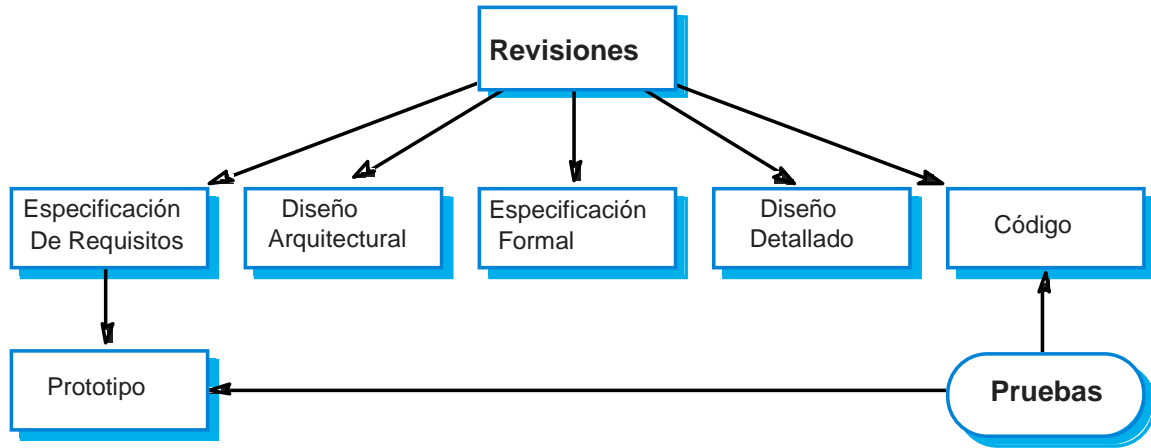 Revisiones
Especificación
De Requisitos
Diseño
Arquitectural
Especificación
Formal
Diseño
Detallado
Código
Prototipo
Pruebas